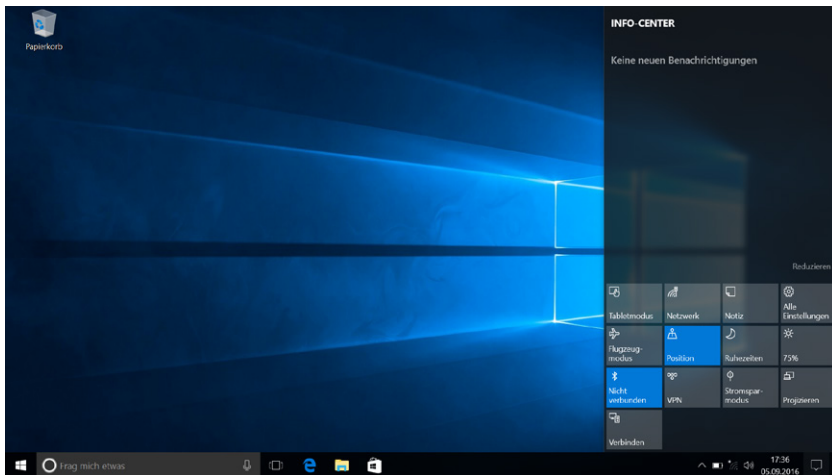 Papierkorb
INFO-CENTER
Keine neuen Benachrichtigungen
Reduzieren
Tabletmodus
Netzwerk
Notiz
Alle
Einstellungen
Flugzeug-
modus
Position
Ruhezeiten
75%
Nicht
verbunden
VPN
Stromspar-
modus
Projizieren
Verbinden
Frag mich etwas
17:36
05.09.2016